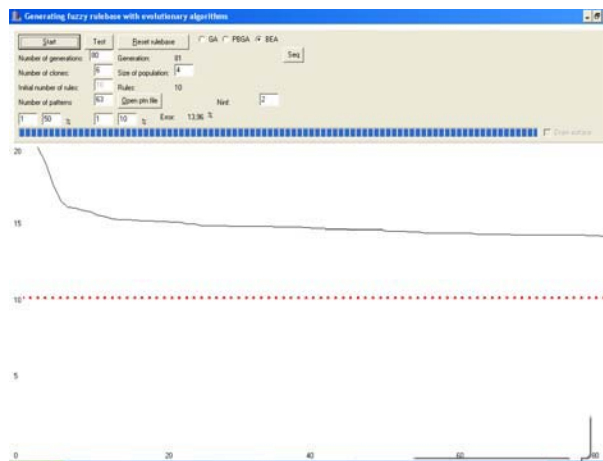 Generating fuzzy rulebase with evolutionary algorithms
Start Test Reset rulebase GA PBGA BEA
Seq
Number of generations: 80 Generation: 81
Number of clones: 6 Size of population: 4
Initial number of rules: 10 Rules: 10
Number of patterns 63 Open ptn file Ninf: 2
1 50 % 1 10 % Error: 13,96 %
Draw surface
20
15
10
5
0 20 40 60 80